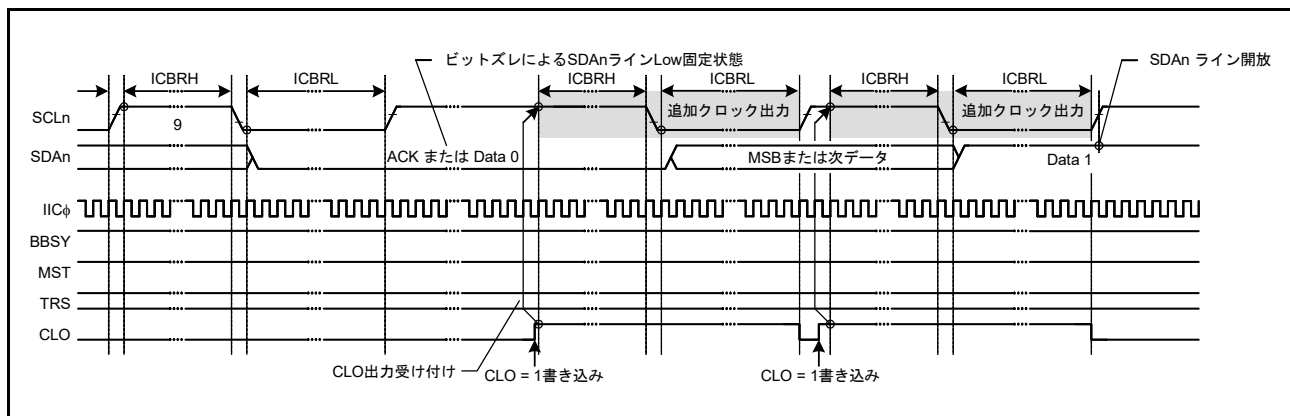 ビットズレによるSDAnラインLow固定状態
SDAn ライン開放
ICBRH
ICBRL
ICBRH
ICBRL
ICBRH
ICBRL
SCLn
9
追加クロック出力
追加クロック出力
SDAn
ACK または Data 0
MSBまたは次データ
Data 1
IICϕ
BBSY
MST
TRS
CLO
CLO出力受け付け
CLO = 1書き込み
CLO = 1書き込み